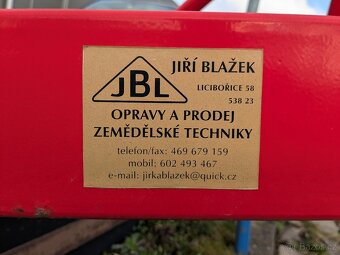 JBL
JIŘÍ BLAŽEK
LICIBOŘICE 58
538 23
OPRAVY A PRODEJ
ZEMĚDĚLSKÉ TECHNIKY
telefon/fax: 469 679 159
mobil: 602 493 467
e-mail: jirkablazek@quick.cz